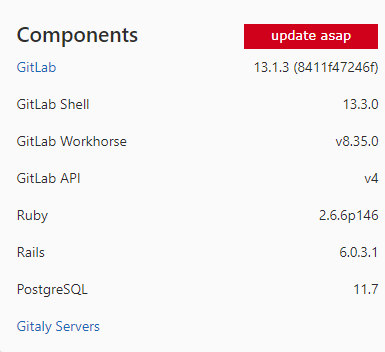 Components update asap
GitLab 13.1.3 (8411f47246f)
GitLab Shell 13.3.0
GitLab Workhorse v8.35.0
GitLab API v4
Ruby 2.6.6p146
Rails 6.0.3.1
PostgreSQL 11.7
Gitaly Servers